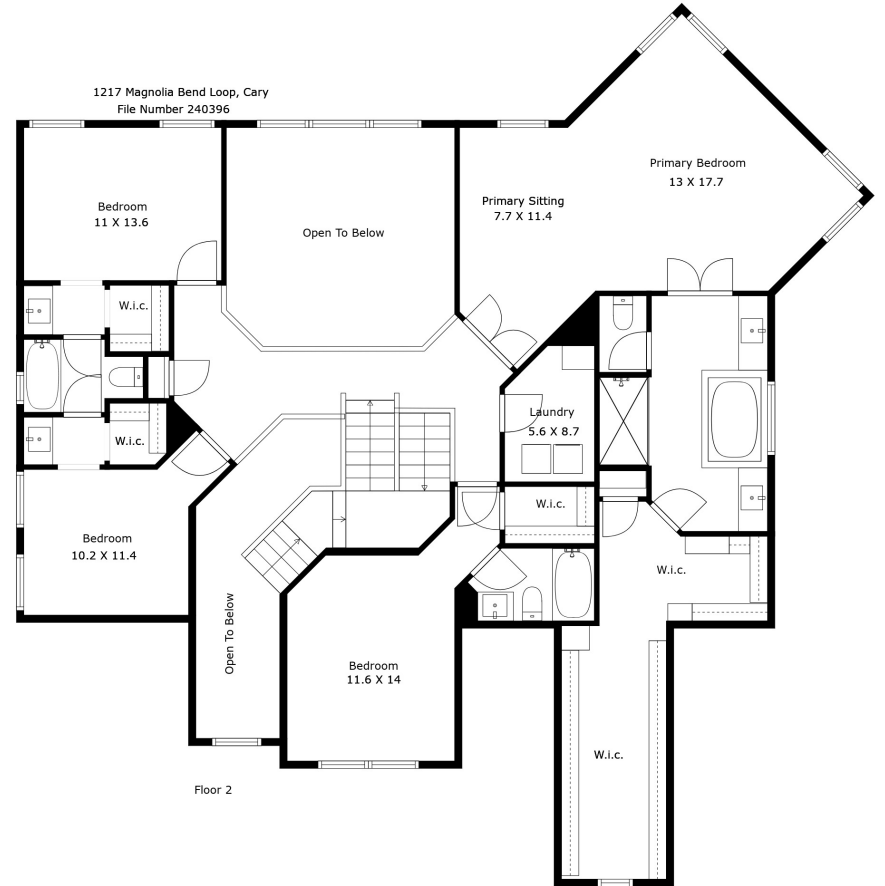 1217 Magnolia Bend Loop, Cary
File Number 240396
Primary Bedroom
13 X 17.7
Primary Sitting
7.7 X 11.4
Bedroom
11 X 13.6
Open To Below
W.i.c.
Laundry
5.6 X 8.7
W.i.c.
W.i.c.
Bedroom
10.2 X 11.4
W.i.c.
Open To Below
Bedroom
11.6 X 14
W.i.c.
Floor 2